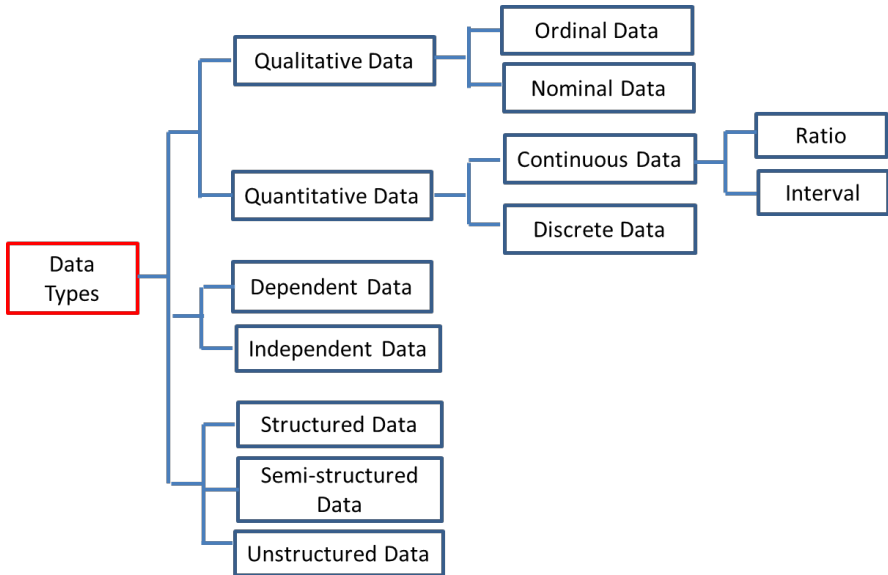 Data
Types
Qualitative Data
Ordinal Data
Nominal Data
Quantitative Data
Continuous Data
Ratio
Interval
Discrete Data
Dependent Data
Independent Data
Structured Data
Semi-structured
Data
Unstructured Data